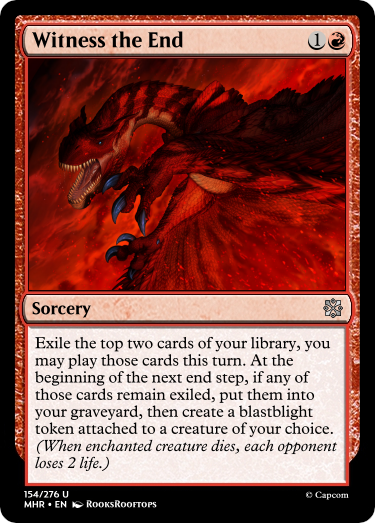 Witness the End
1
Sorcery
Exile the top two cards of your library, you
may play those cards this turn. At the
beginning of the next end step, if any of
those cards remain exiled, put them into
your graveyard, then create a blastblight
token attached to a creature of your choice.
(When enchanted creature dies, each opponent
loses 2 life.)
154/276 U
MHR • EN RooksRooftops
© Capcom